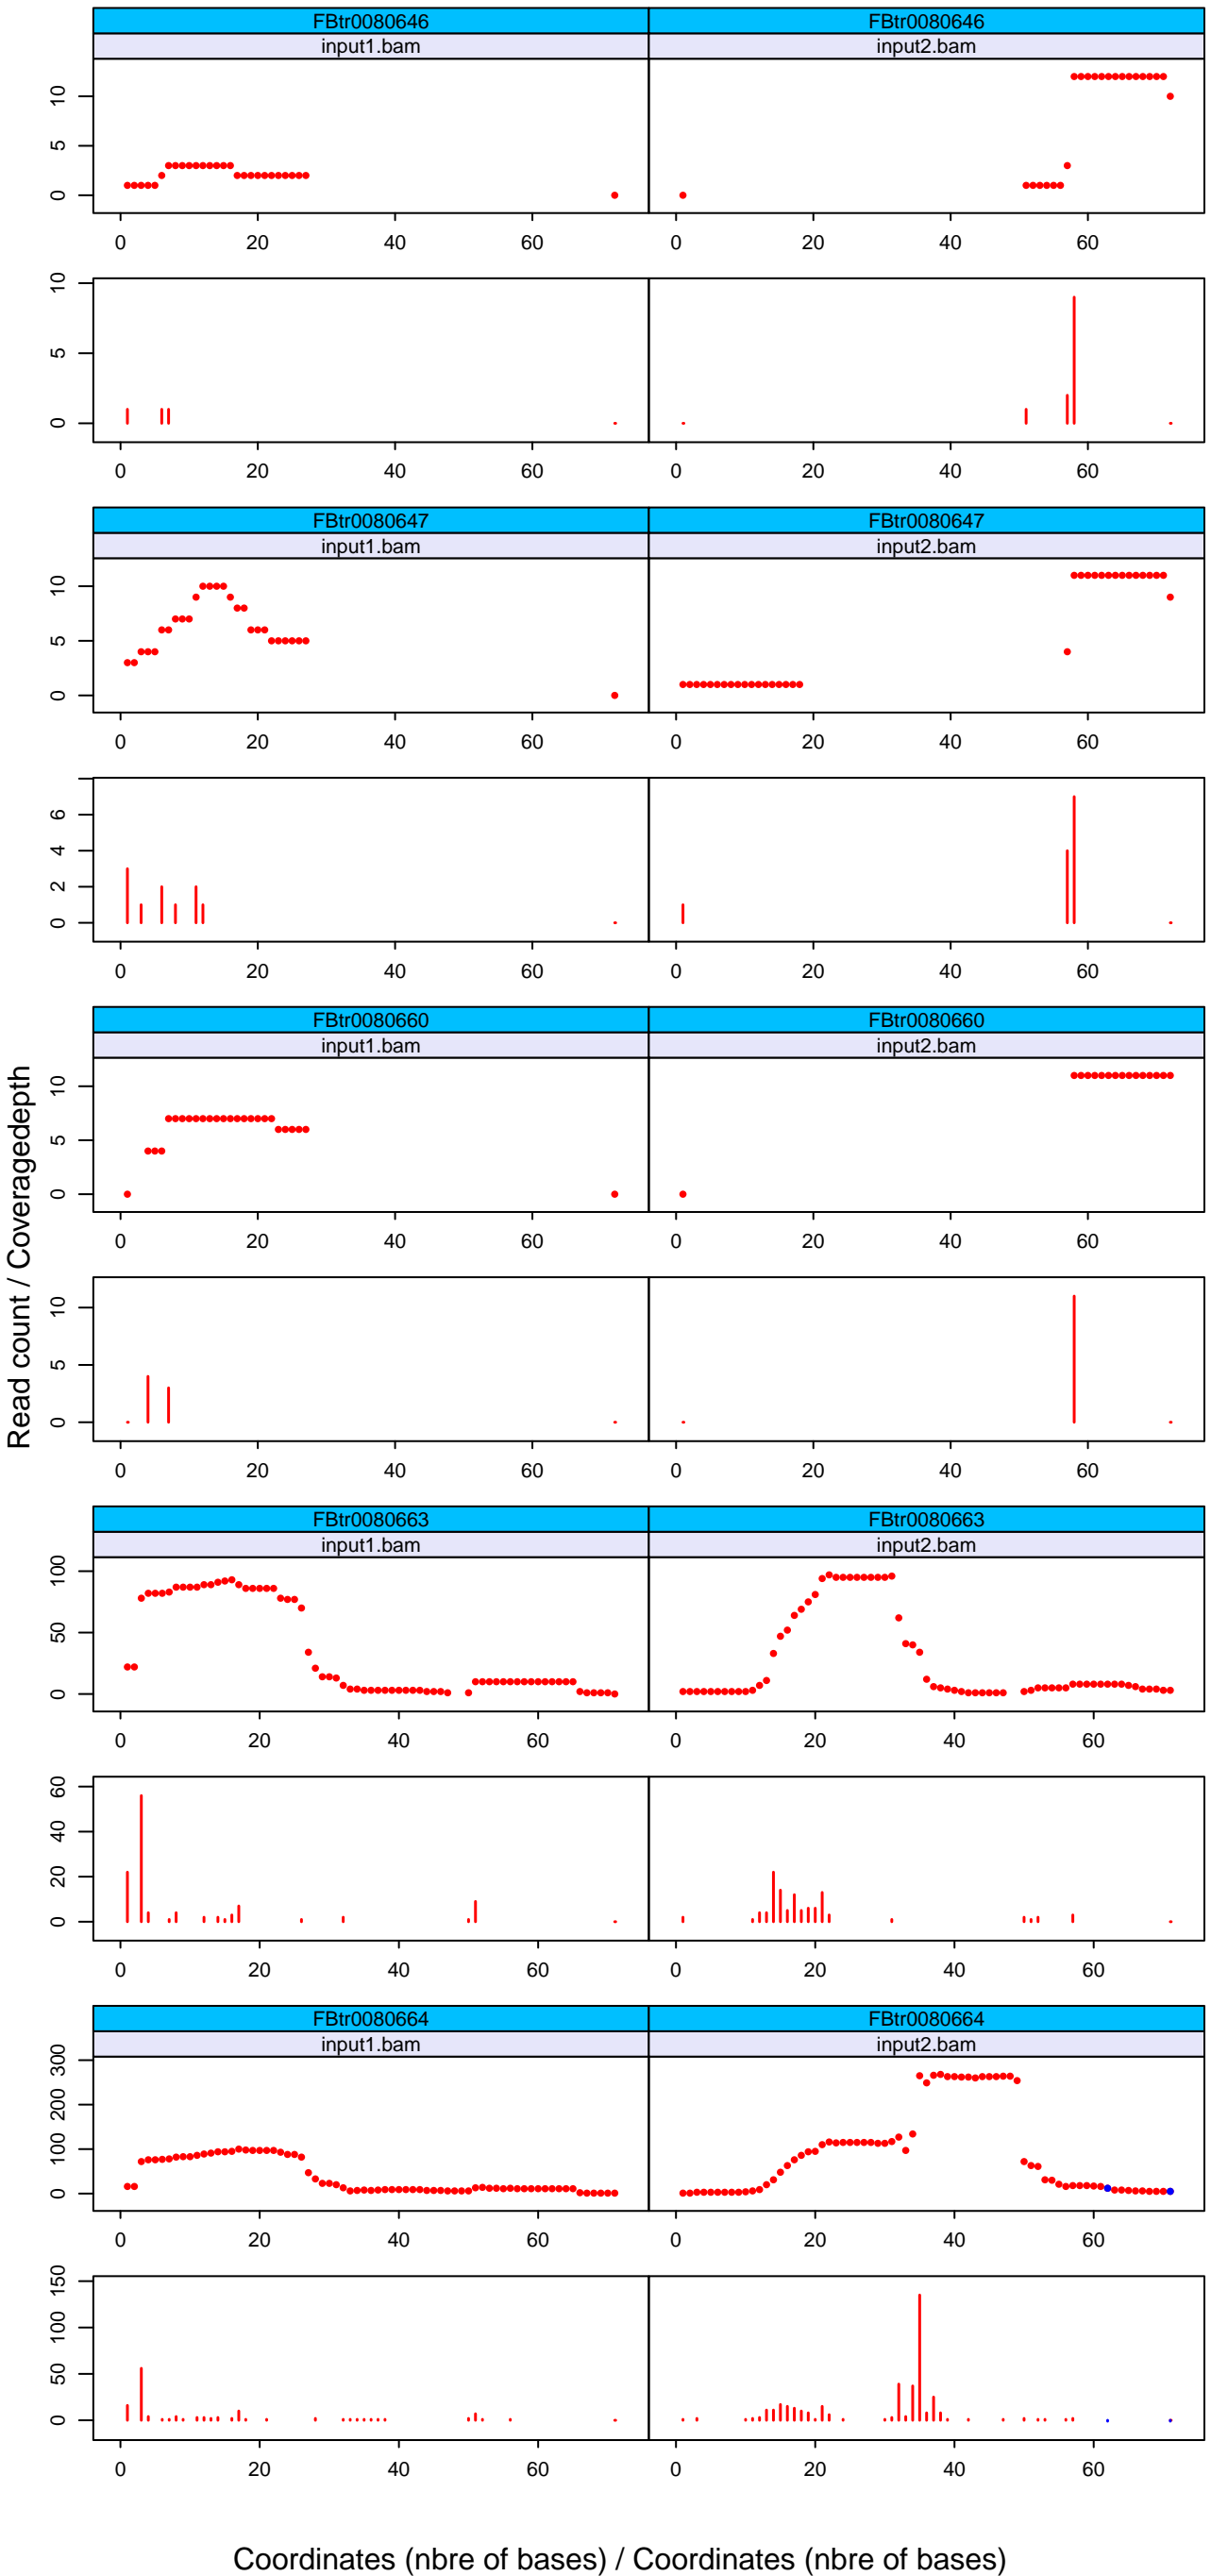 FBtr0080646 FBtr0080646
input1.bam input2.bam
0 5 10
0 20 40 60 0 20 40 60
0 5 10
0 20 40 60 0 20 40 60
FBtr0080647 FBtr0080647
input1.bam input2.bam
0 5 10
0 20 40 60 0 20 40 60
0 2 4 6
0 20 40 60 0 20 40 60
FBtr0080660 FBtr0080660
input1.bam input2.bam
0 5 10
0 20 40 60 0 20 40 60
0 5 10
0 20 40 60 0 20 40 60
Read count / Coveragedepth
FBtr0080663 FBtr0080663
input1.bam input2.bam
0 50 100
0 20 40 60 0 20 40 60
0 20 40 60
0 20 40 60 0 20 40 60
FBtr0080664 FBtr0080664
input1.bam input2.bam
0 100 200 300
0 20 40 60 0 20 40 60
0 50 100 150
0 20 40 60 0 20 40 60
Coordinates (nbre of bases) / Coordinates (nbre of bases)